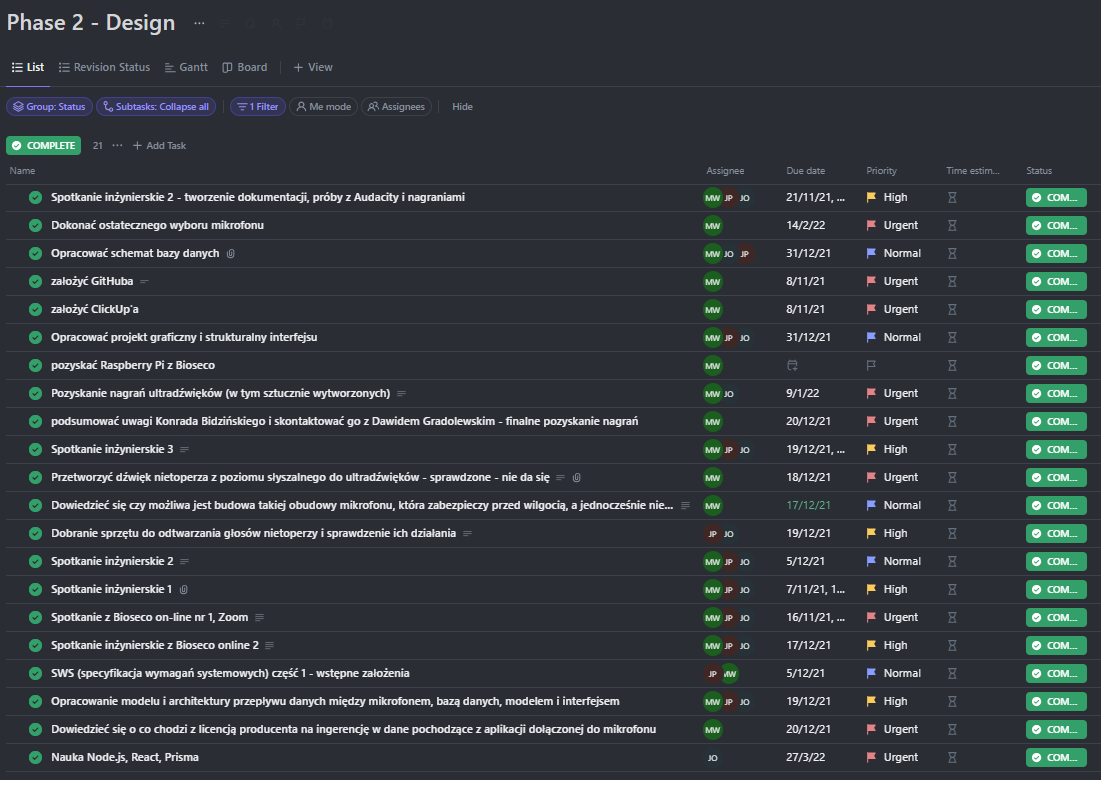 Phase 2 - Design ...
List Revision Status Gantt Board + View
Group: Status Subtasks: Collapse all 1 Filter Me mode Assignees Hide
COMPLETE 21 ... + Add Task
Name Assignee Due date Priority Time estim... Status
Spotkanie inżynierskie 2 - tworzenie dokumentacji, próby z Audacity i nagraniami MW JP JO 21/11/21, ... High COM...
Dokonać ostatecznego wyboru mikrofonu MW 14/2/22 Urgent COM...
Opracować schemat bazy danych MW JO JP 31/12/21 Normal COM...
założyć GitHuba MW 8/11/21 Urgent COM...
założyć ClickUp'a MW 8/11/21 Urgent COM...
Opracować projekt graficzny i strukturalny interfejsu MW JP JO 31/12/21 Normal COM...
pozyskać Raspberry Pi z Bioseco MW COM...
Pozyskanie nagrań ultradźwięków (w tym sztucznie wytworzonych) MW JO 9/1/22 Urgent COM...
podsumować uwagi Konrada Bidzińskiego i skontaktować go z Dawidem Gradolewskim - finalne pozyskanie nagrań MW 20/12/21 Urgent COM...
Spotkanie inżynierskie 3 MW JP JO 19/12/21, ... High COM...
Przetworzyć dźwięk nietoperza z poziomu słyszalnego do ultradźwięków - sprawdzone - nie da się MW 18/12/21 Urgent COM...
Dowiedzieć się czy możliwa jest budowa takiej obudowy mikrofonu, która zabezpieczy przed wilgocią, a jednocześnie nie... MW 17/12/21 Normal COM...
Dobranie sprzętu do odtwarzania głosów nietoperzy i sprawdzenie ich działania JP JO 19/12/21 High COM...
Spotkanie inżynierskie 2 MW JP JO 5/12/21 Normal COM...
Spotkanie inżynierskie 1 MW JP JO 7/11/21, 1... High COM...
Spotkanie z Bioseco on-line nr 1, Zoom MW JP JO 16/11/21, ... Urgent COM...
Spotkanie inżynierskie z Bioseco online 2 MW JP JO 17/12/21 High COM...
SWS (specyfikacja wymagań systemowych) część 1 - wstępne założenia JP MW 5/12/21 Normal COM...
Opracowanie modelu i architektury przepływu danych między mikrofonem, bazą danych, modelem i interfejsem MW JP JO 19/12/21 High COM...
Dowiedzieć się o co chodzi z licencją producenta na ingerencję w dane pochodzące z aplikacji dołączonej do mikrofonu MW 20/12/21 Urgent COM...
Nauka Node.js, React, Prisma JO 27/3/22 Urgent COM...